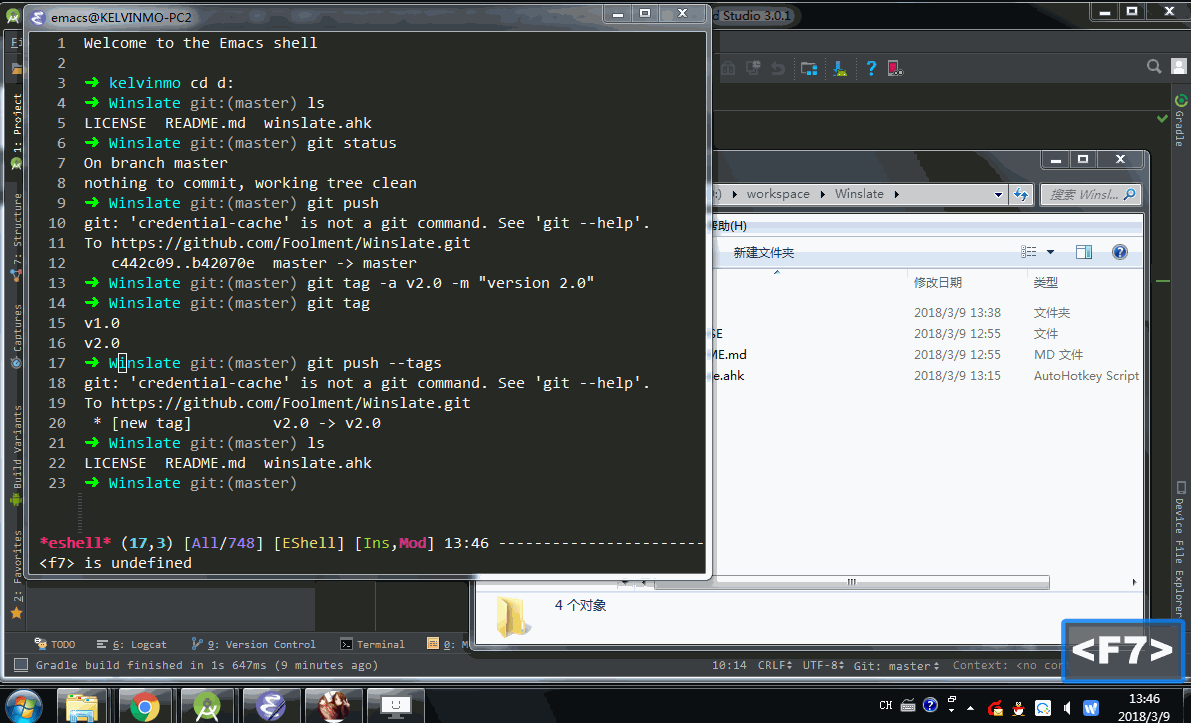 emacs@KELVINMO-PC2
d Studio 3.0.1
1 Welcome to the Emacs shell
2
3 ➜ kelvinmo cd d:
4 ➜ Winslate git:(master) ls
5 LICENSE  README.md  winslate.ahk
6 ➜ Winslate git:(master) git status
7 On branch master
8 nothing to commit, working tree clean
9 ➜ Winslate git:(master) git push
10 git: 'credential-cache' is not a git command. See 'git --help'.
11 To https://github.com/Foolment/Winslate.git
12    c442c09..b42070e  master -> master
13 ➜ Winslate git:(master) git tag -a v2.0 -m "version 2.0"
14 ➜ Winslate git:(master) git tag
15 v1.0
16 v2.0
17 ➜ Winslate git:(master) git push --tags
18 git: 'credential-cache' is not a git command. See 'git --help'.
19 To https://github.com/Foolment/Winslate.git
20  * [new tag]         v2.0 -> v2.0
21 ➜ Winslate git:(master) ls
22 LICENSE  README.md  winslate.ahk
23 ➜ Winslate git:(master)
*eshell* (17,3) [All/748] [EShell] [Ins,Mod] 13:46 -----------------------
<f7> is undefined
1: Project
7: Structure
Captures
Build Variants
2: Favorites
Gradle
Device File Explorer
:) ▸ workspace ▸ Winslate ▸
搜索 Winsl...
帮助(H)
新建文件夹
修改日期 类型
2018/3/9 13:38 文件夹
SE 2018/3/9 12:55 文件
ME.md 2018/3/9 12:55 MD 文件
e.ahk 2018/3/9 13:15 AutoHotkey Script
4 个对象
TODO 6: Logcat 9: Version Control Terminal 0: M
Gradle build finished in 1s 647ms (9 minutes ago)
10:14 CRLF UTF-8 Git: master Context: <no con
<F7>
CH
13:46
2018/3/9